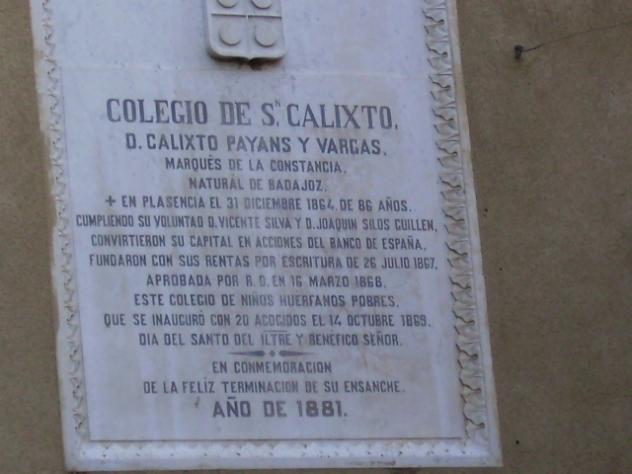 COLEGIO DE Sⁿ CALIXTO.
D. CALIXTO PAYANS Y VARGAS.
MARQUÉS DE LA CONSTANCIA.
NATURAL DE BADAJOZ.
+ EN PLASENCIA EL 31 DICIEMBRE 1864, DE 86 AÑOS.
CUMPLIENDO SU VOLUNTAD D. VICENTE SILVA Y D. JOAQUIN SILOS GUILLEN,
CONVIRTIERON SU CAPITAL EN ACCIONES DEL BANCO DE ESPAÑA,
FUNDARON CON SUS RENTAS POR ESCRITURA DE 26 JULIO 1867,
APROBADA POR R. O. EN 16 MARZO 1868,
ESTE COLEGIO DE NIÑOS HUERFANOS POBRES,
QUE SE INAUGURÓ CON 20 ACOGIDOS EL 14 OCTUBRE 1869,
DIA DEL SANTO DEL ILTRE Y BENEFICO SEÑOR.
EN CONMEMORACION
DE LA FELIZ TERMINACION DE SU ENSANCHE.
AÑO DE 1881.